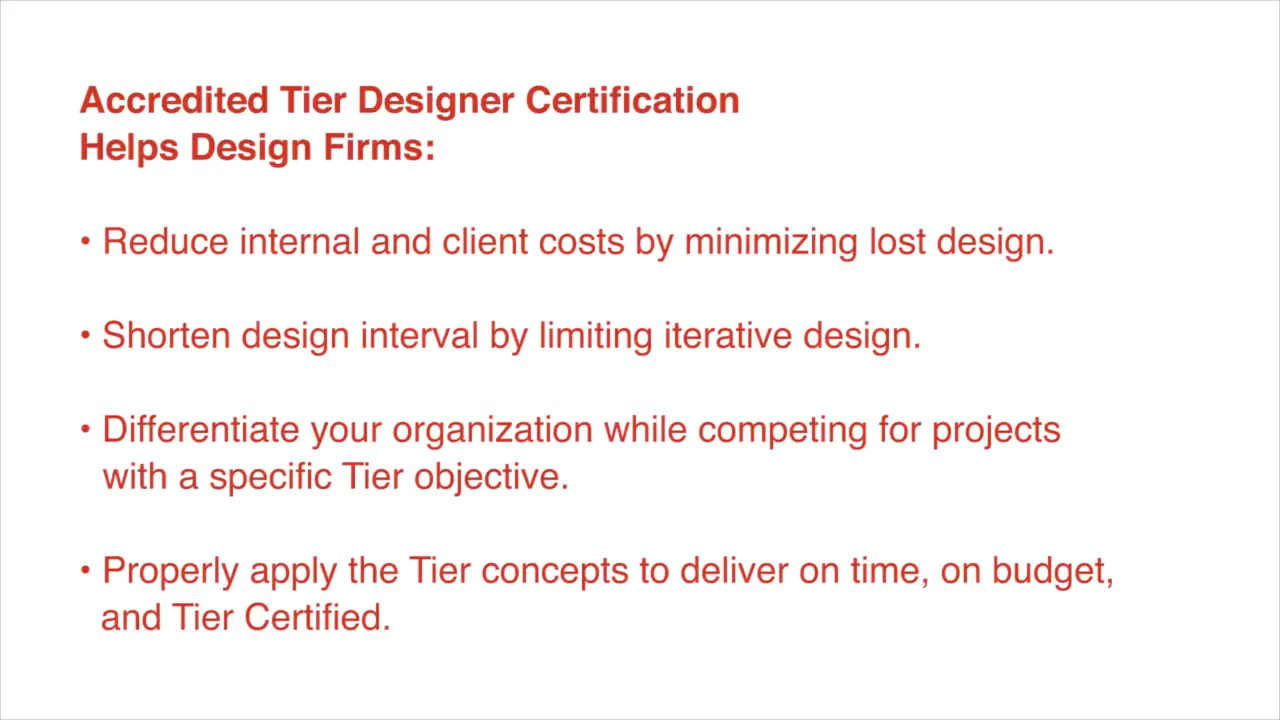 Accredited Tier Designer Certification
Helps Design Firms:
• Reduce internal and client costs by minimizing lost design.
• Shorten design interval by limiting iterative design.
• Differentiate your organization while competing for projects
with a specific Tier objective.
• Properly apply the Tier concepts to deliver on time, on budget,
and Tier Certified.